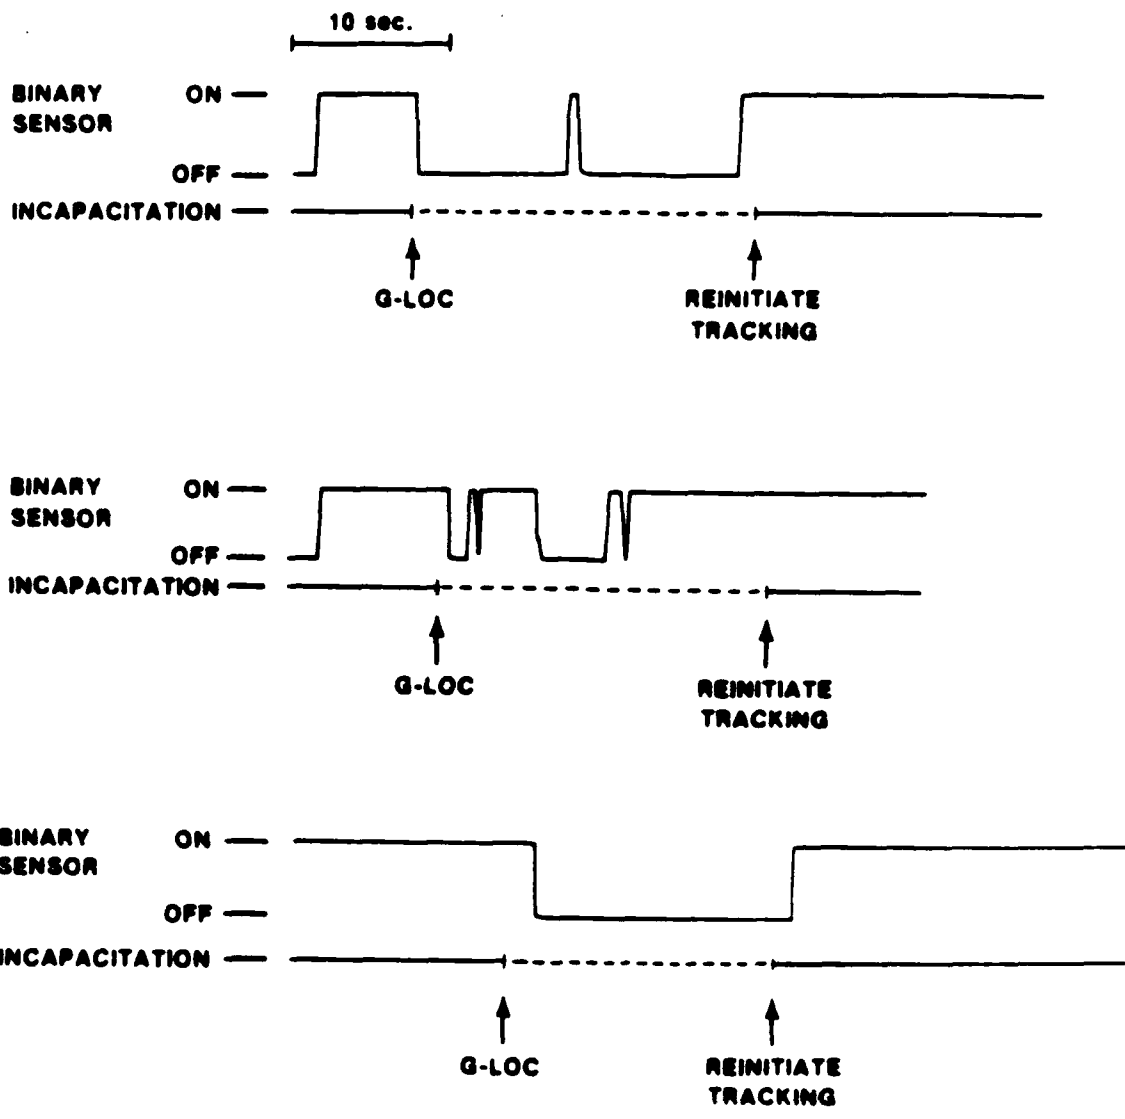 10 sec.
BINARY ON
SENSOR
OFF
INCAPACITATION
G-LOC
REINITIATE
TRACKING
BINARY ON
SENSOR
OFF
INCAPACITATION
G-LOC
REINITIATE
TRACKING
BINARY ON
SENSOR
OFF
INCAPACITATION
G-LOC
REINITIATE
TRACKING